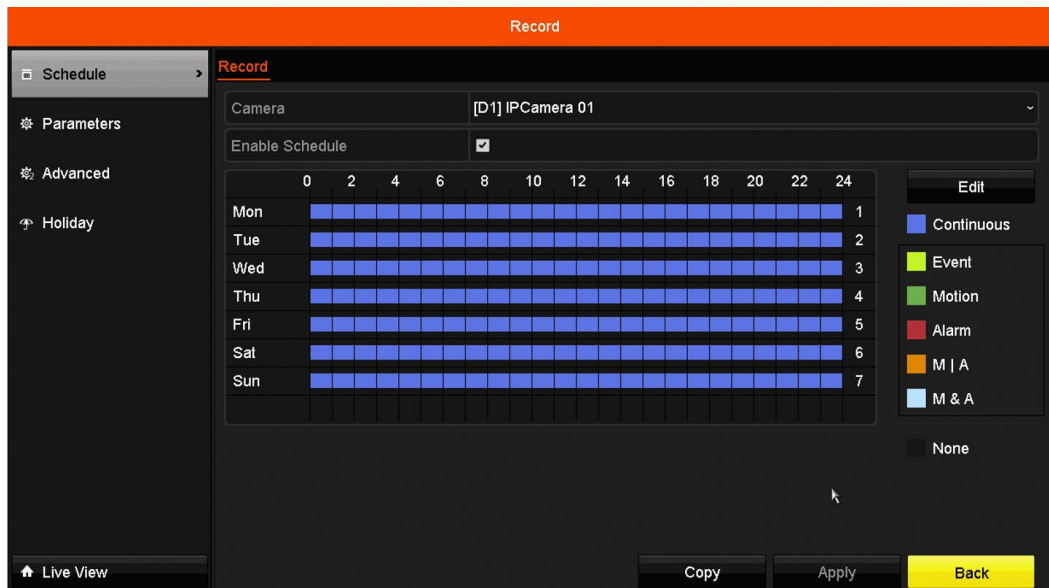 Record
Schedule
Parameters
Advanced
Holiday
Live View
Record
Camera [D1] IPCamera 01
Enable Schedule
0 2 4 6 8 10 12 14 16 18 20 22 24
Mon 1
Tue 2
Wed 3
Thu 4
Fri 5
Sat 6
Sun 7
Edit
Continuous
Event
Motion
Alarm
M | A
M & A
None
Copy Apply Back